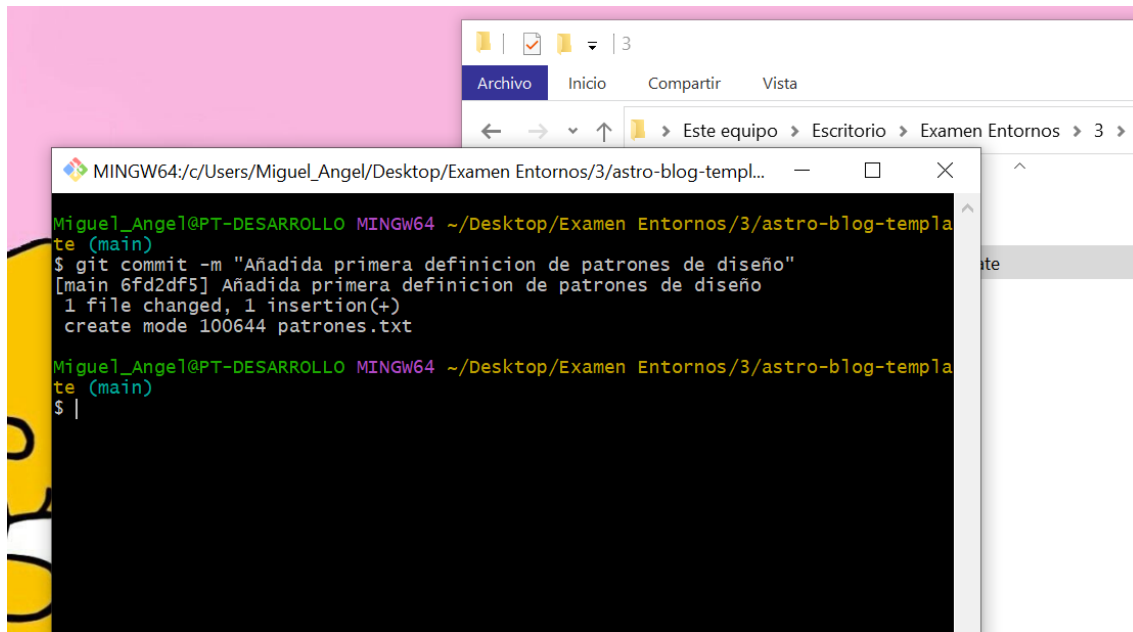 3
Archivo Inicio Compartir Vista
Este equipo > Escritorio > Examen Entornos > 3 >
MINGW64:/c/Users/Miguel_Angel/Desktop/Examen Entornos/3/astro-blog-templ...
Miguel_Angel@PT-DESARROLLO MINGW64 ~/Desktop/Examen Entornos/3/astro-blog-templa
te (main)
$ git commit -m "Añadida primera definicion de patrones de diseño"
[main 6fd2df5] Añadida primera definicion de patrones de diseño
1 file changed, 1 insertion(+)
create mode 100644 patrones.txt
Miguel_Angel@PT-DESARROLLO MINGW64 ~/Desktop/Examen Entornos/3/astro-blog-templa
te (main)
$